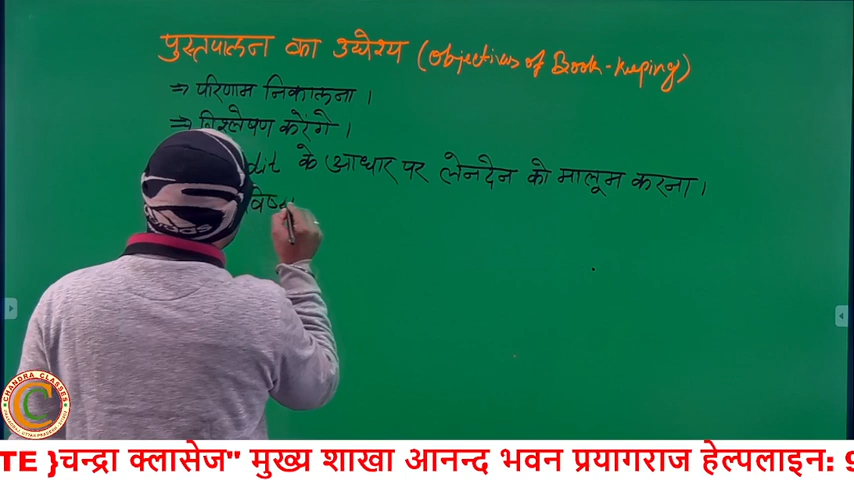 पुस्तपालन का उद्देश्य (Objectives of Book-Keeping)
⇒ परिणाम निकालना ।
⇒ विश्लेषण करेंगे ।
के आधार पर लेनदेन को मालूम करना ।
CHANDRA CLASSES
TE }चन्द्रा क्लासेज" मुख्य शाखा आनन्द भवन प्रयागराज हेल्पलाइन: 9